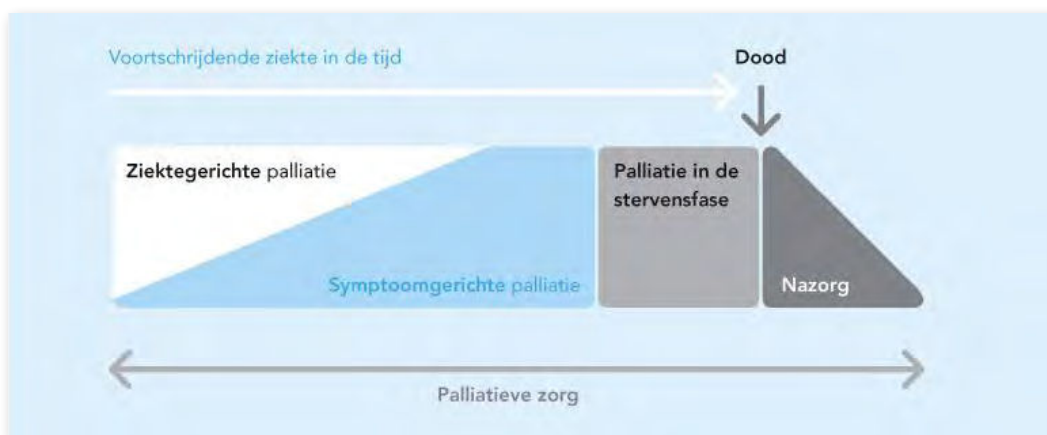 Voortschrijdende ziekte in de tijd
Dood
Ziektegerichte palliatie
Palliatie in de
stervensfase
Symptoomgerichte palliatie
Nazorg
Palliatieve zorg